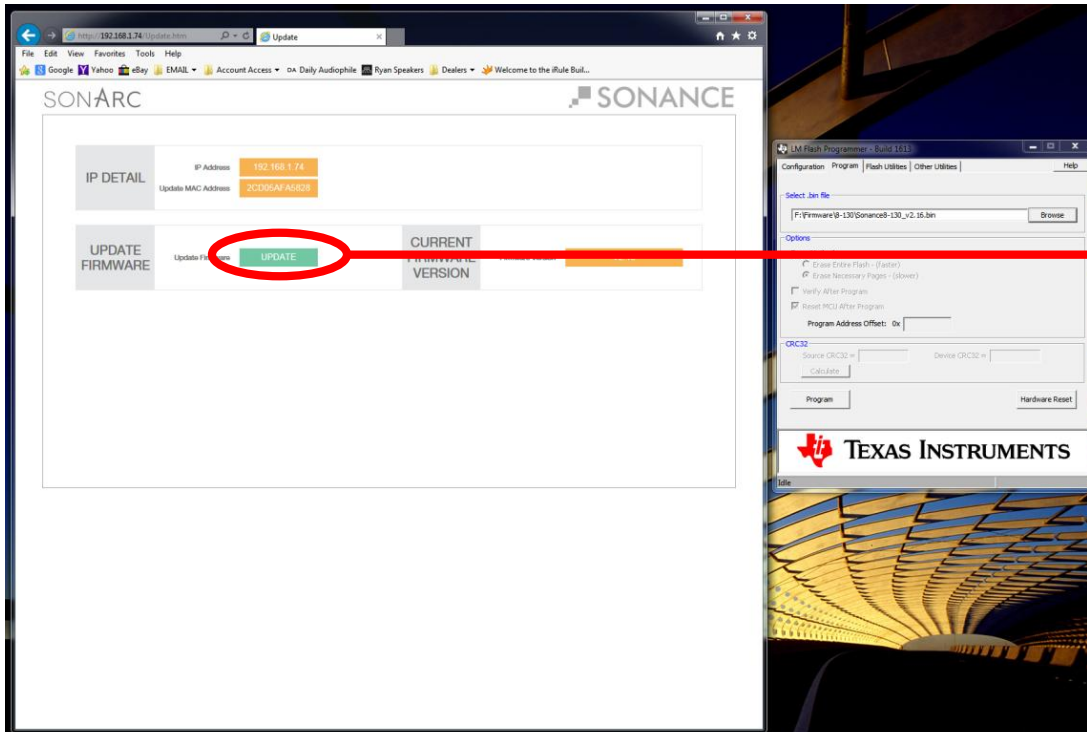 http://192.168.1.74/Update.htm
Update
File Edit View Favorites Tools Help
Google Yahoo eBay EMAIL Account Access DA Daily Audiophile Ryan Speakers Dealers Welcome to the iRule Buil...
SONARC
SONANCE
IP DETAIL
IP Address 192.168.1.74
Update MAC Address 2CD05AFA5828
UPDATE FIRMWARE
Update Firmware UPDATE
CURRENT FIRMWARE VERSION
LM Flash Programmer - Build 1613
Configuration Program Flash Utilities Other Utilities Help
Select .bin file
F:\Firmware\8-130\Sonance8-130_v2.16.bin Browse
Options
Erase Entire Flash - (faster)
Erase Necessary Pages - (slower)
Verify After Program
Reset MCU After Program
Program Address Offset: 0x
CRC32
Source CRC32 = Device CRC32 =
Calculate
Program Hardware Reset
TEXAS INSTRUMENTS
Idle